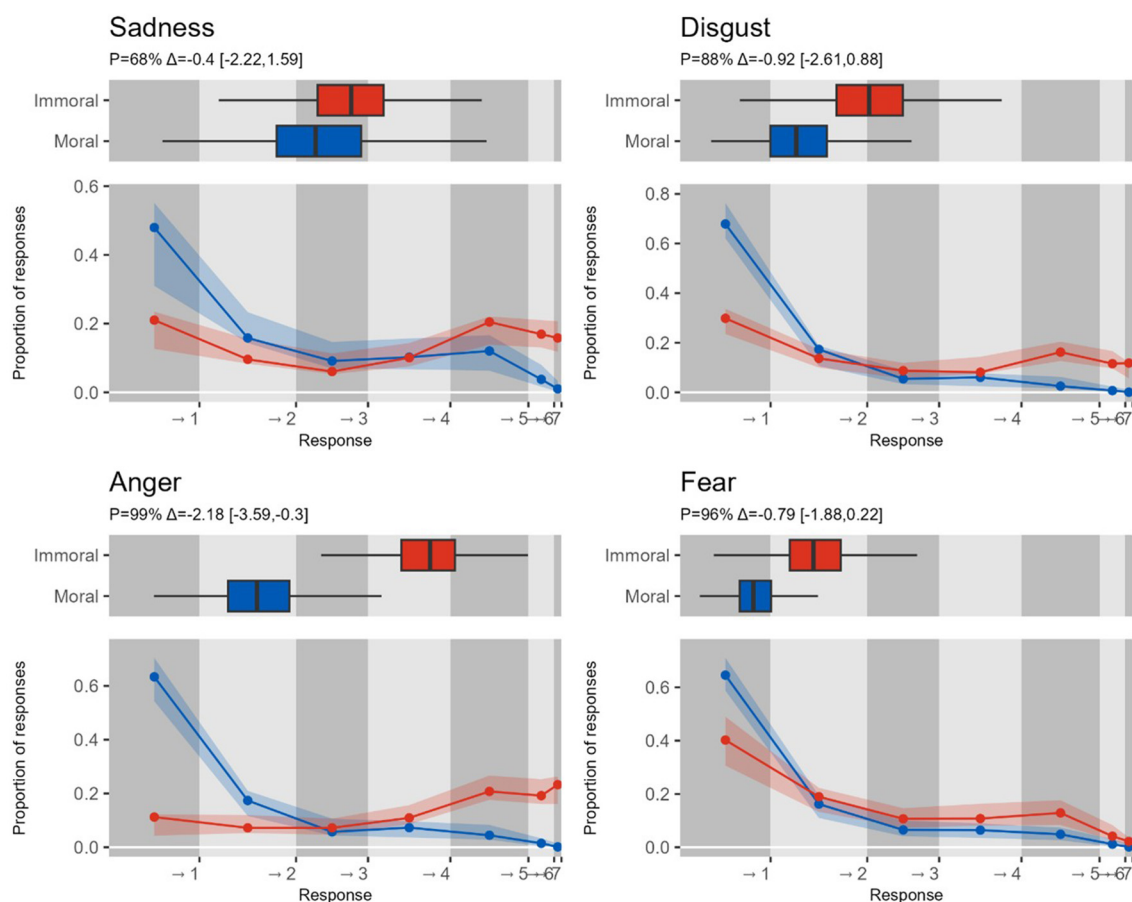 Sadness
P=68% Δ=-0.4 [-2.22,1.59]
Immoral
Moral
0.6
0.4
0.2
0.0
Proportion of responses
→ 1
→ 2
→ 3
→ 4
→ 5
→ 6
7
Response
Disgust
P=88% Δ=-0.92 [-2.61,0.88]
0.8
0.6
0.4
0.2
0.0
Proportion of responses
→ 1
→ 2
→ 3
→ 4
→ 5
→ 6
7
Response
Anger
P=99% Δ=-2.18 [-3.59,-0.3]
Immoral
Moral
0.6
0.4
0.2
0.0
Proportion of responses
→ 1
→ 2
→ 3
→ 4
→ 5
→ 6
7
Response
Fear
P=96% Δ=-0.79 [-1.88,0.22]
Immoral
Moral
0.6
0.4
0.2
0.0
Proportion of responses
→ 1
→ 2
→ 3
→ 4
→ 5
→ 6
7
Response